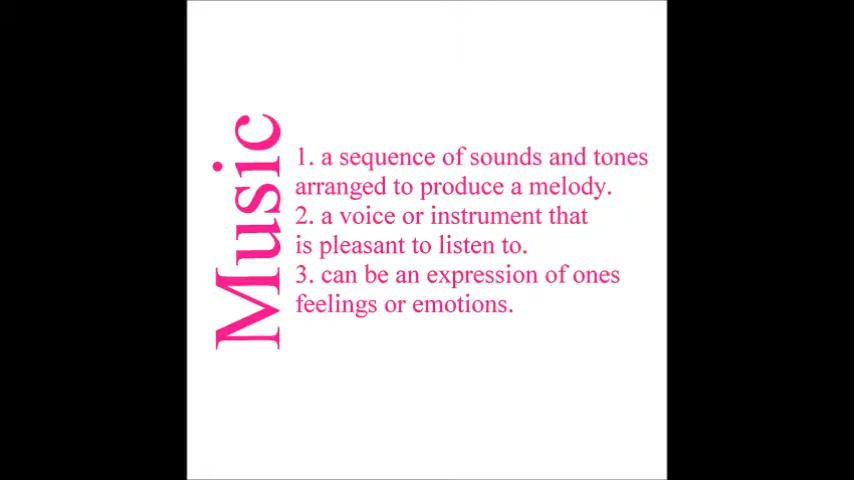 Music
1. a sequence of sounds and tones
arranged to produce a melody.
2. a voice or instrument that
is pleasant to listen to.
3. can be an expression of ones
feelings or emotions.